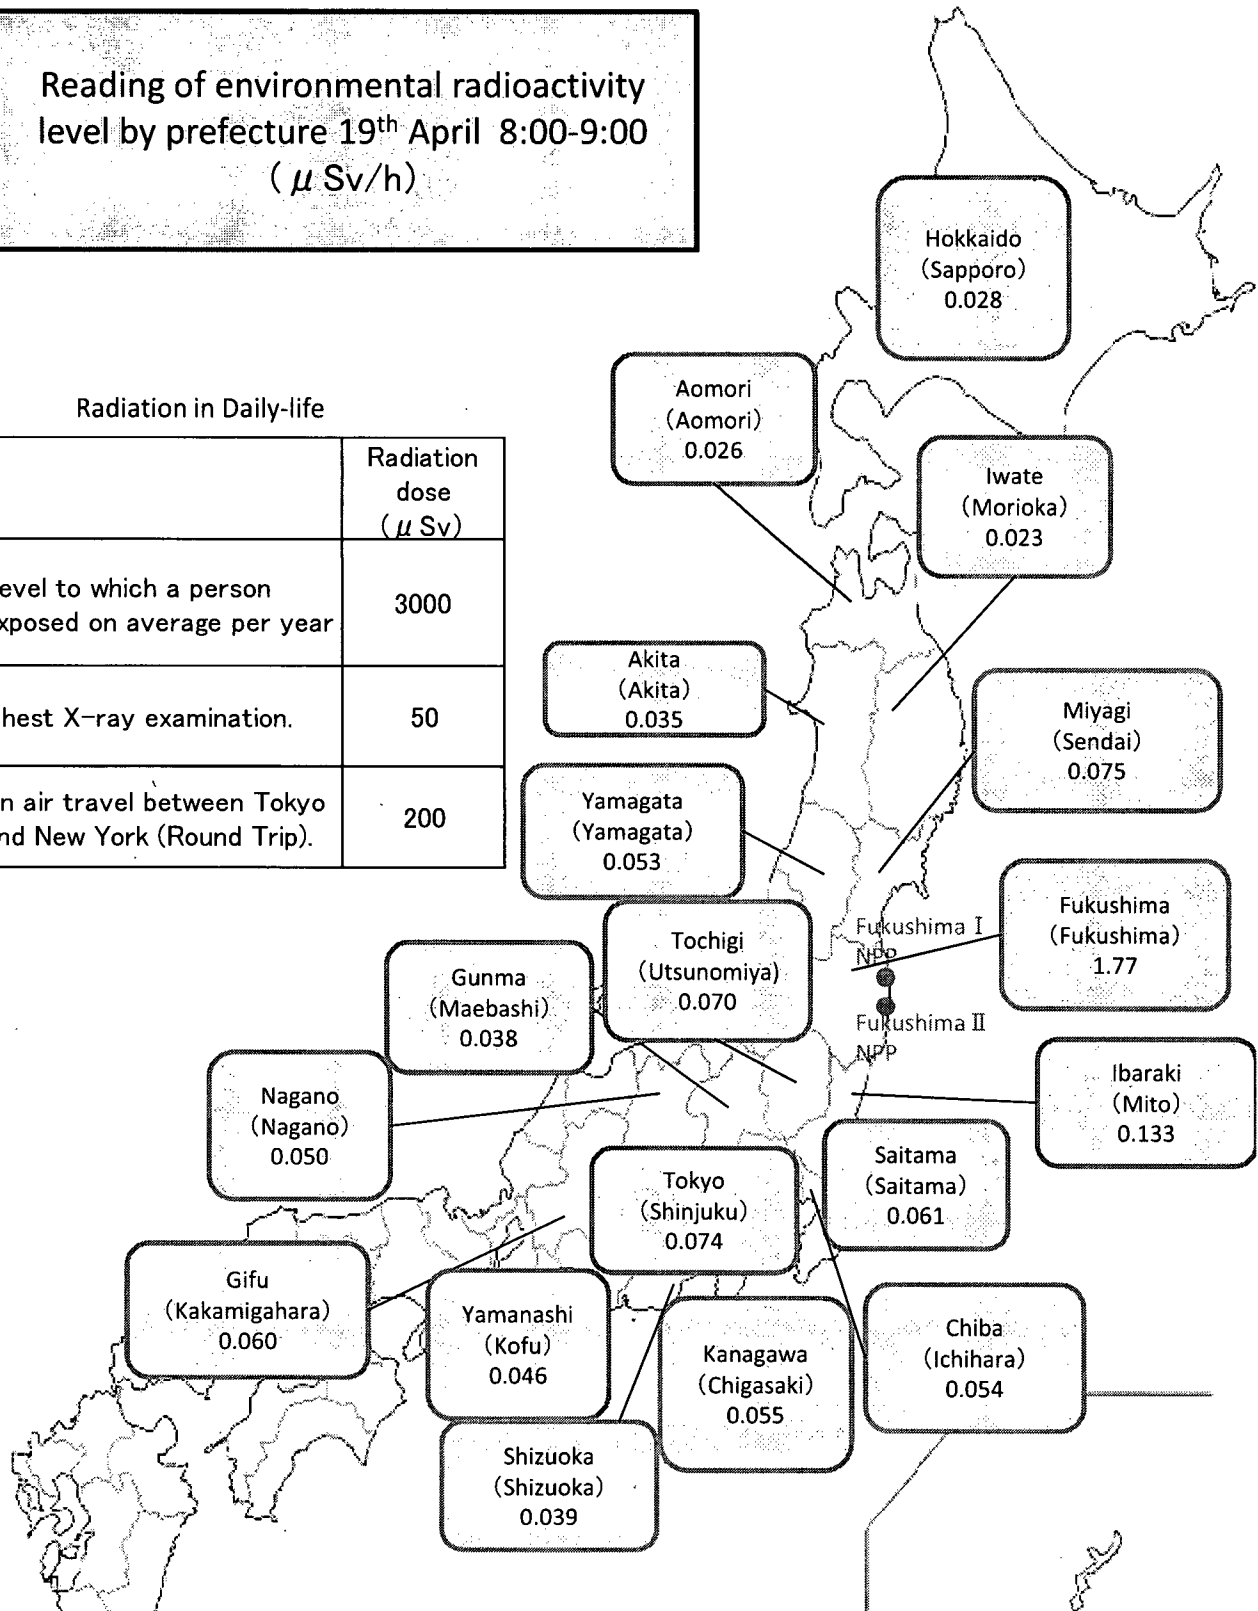 Reading of environmental radioactivity
level by prefecture 19th April 8:00-9:00
(μ Sv/h)
Hokkaido
(Sapporo)
0.028
Aomori
(Aomori)
0.026
Iwate
(Morioka)
0.023
Radiation in Daily-life
Radiation
dose
(μ Sv)
evel to which a person
xposed on average per year
3000
hest X-ray examination.
50
n air travel between Tokyo
nd New York (Round Trip).
200
Akita
(Akita)
0.035
Miyagi
(Sendai)
0.075
Yamagata
(Yamagata)
0.053
Fukushima
(Fukushima)
1.77
Fukushima Ⅰ
NPP
Fukushima Ⅱ
NPP
Tochigi
(Utsunomiya)
0.070
Gunma
(Maebashi)
0.038
Nagano
(Nagano)
0.050
Ibaraki
(Mito)
0.133
Saitama
(Saitama)
0.061
Tokyo
(Shinjuku)
0.074
Gifu
(Kakamigahara)
0.060
Yamanashi
(Kofu)
0.046
Kanagawa
(Chigasaki)
0.055
Chiba
(Ichihara)
0.054
Shizuoka
(Shizuoka)
0.039